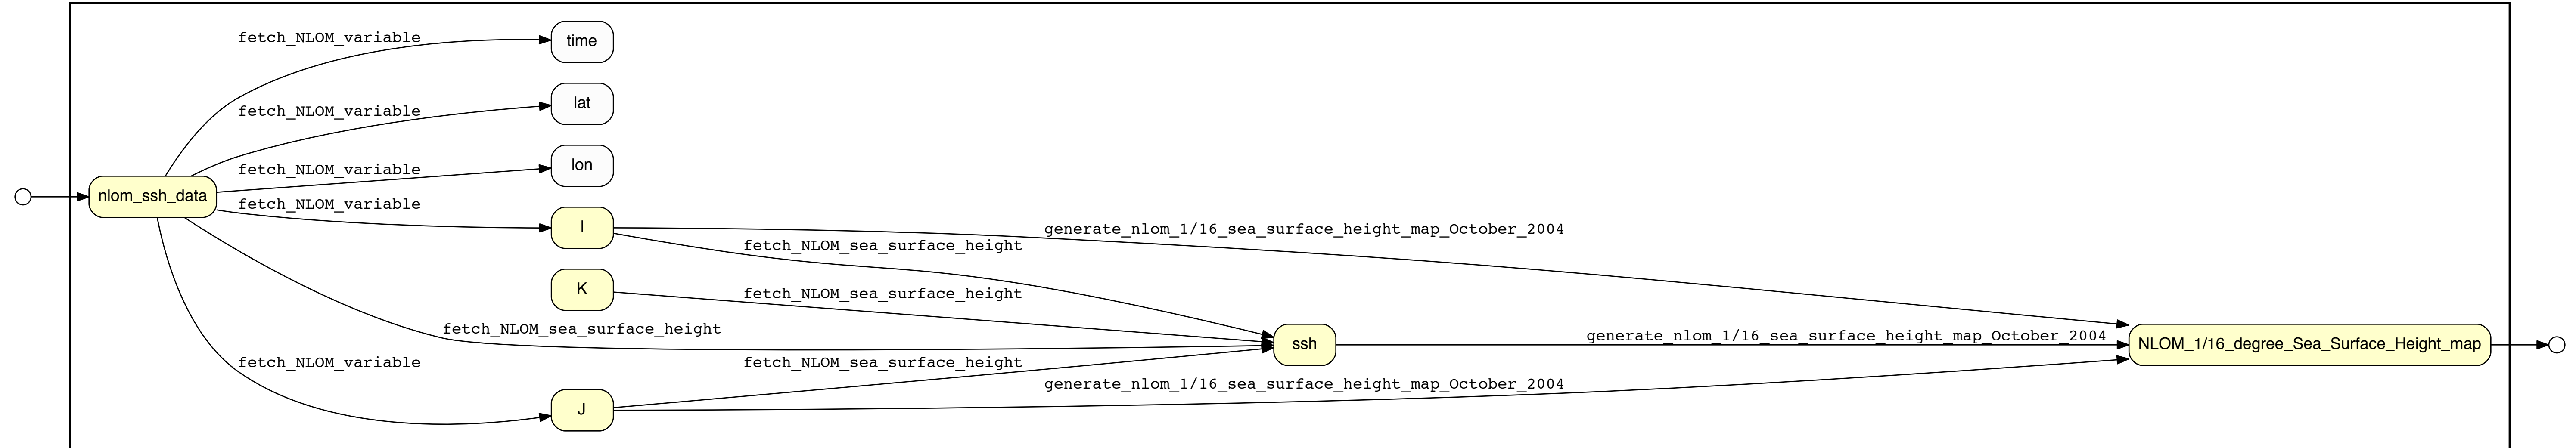 fetch_NLOM_variable
time
fetch_NLOM_variable
lat
fetch_NLOM_variable
lon
nlom_ssh_data
fetch_NLOM_variable
I
generate_nlom_1/16_sea_surface_height_map_October_2004
fetch_NLOM_sea_surface_height
K
fetch_NLOM_sea_surface_height
fetch_NLOM_sea_surface_height
ssh
generate_nlom_1/16_sea_surface_height_map_October_2004
NLOM_1/16_degree_Sea_Surface_Height_map
fetch_NLOM_variable
fetch_NLOM_sea_surface_height
generate_nlom_1/16_sea_surface_height_map_October_2004
J